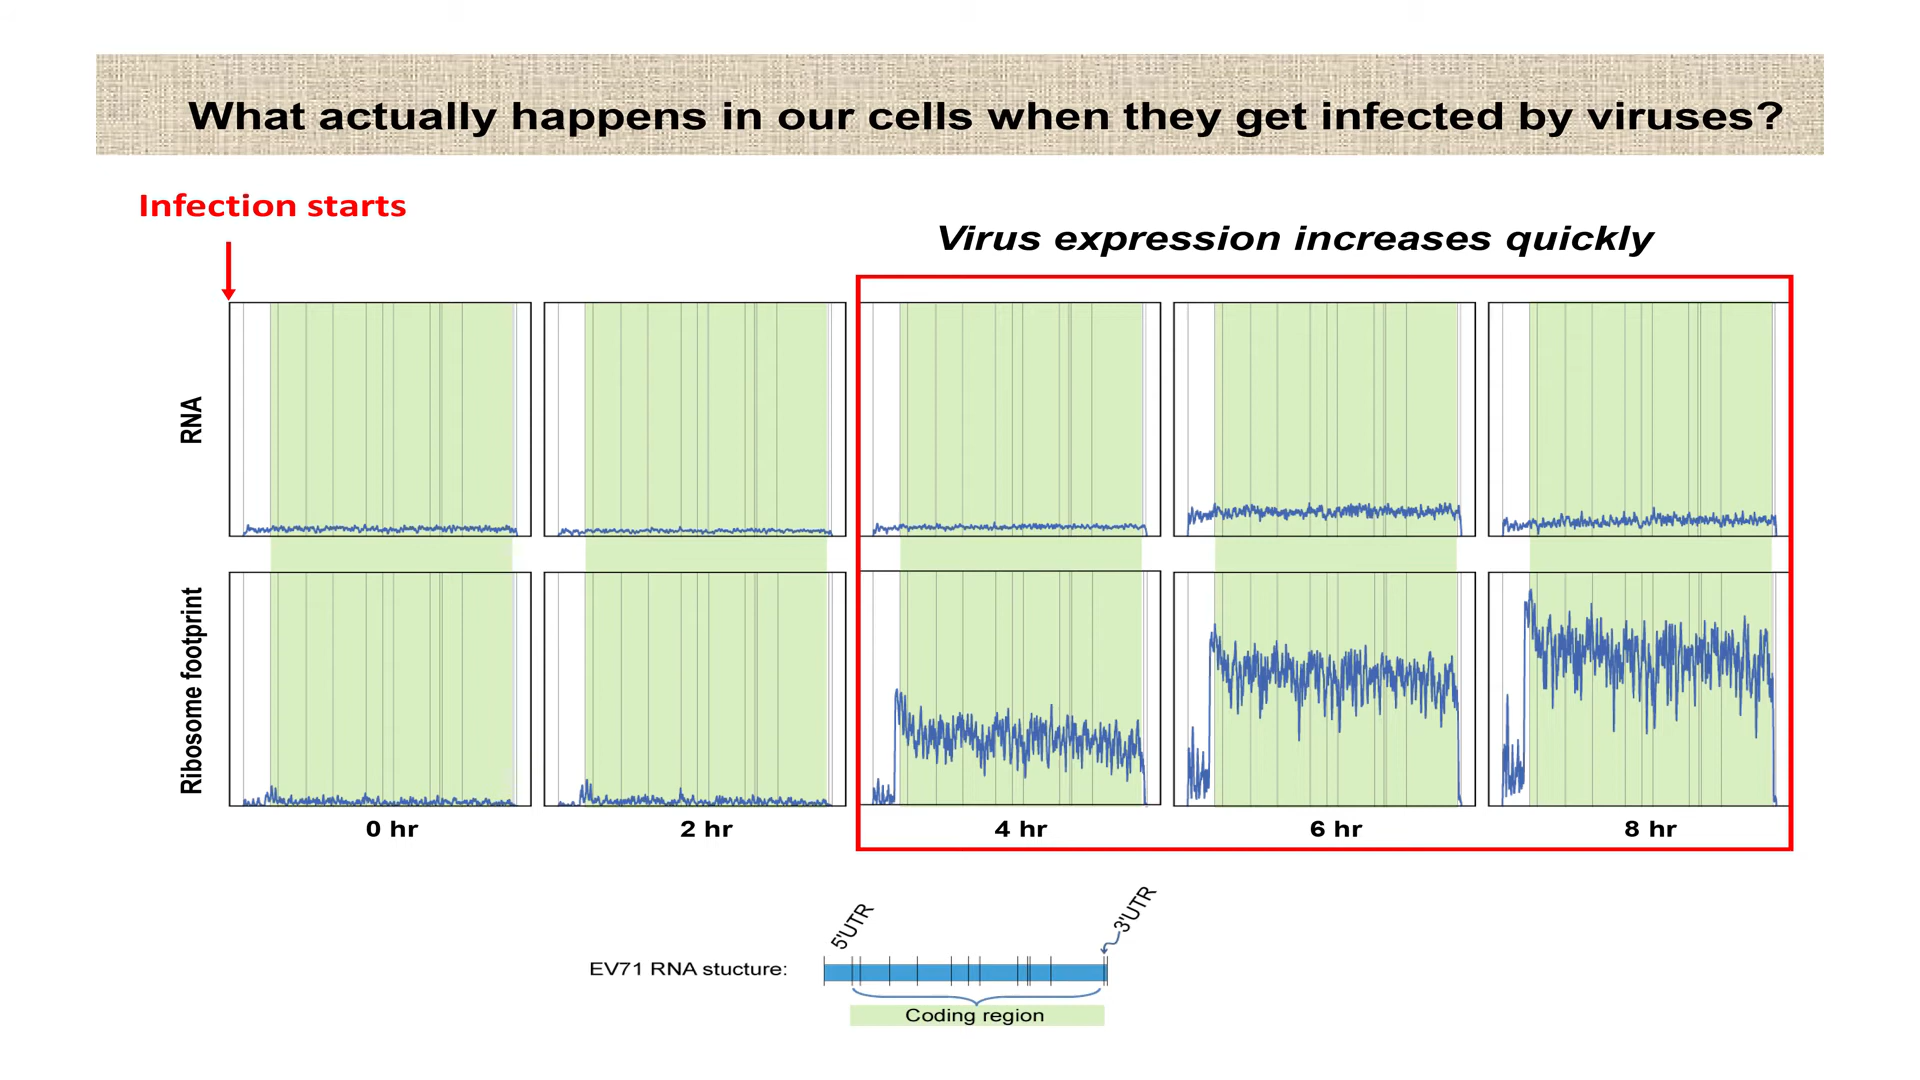 What actually happens in our cells when they get infected by viruses?
Infection starts
Virus expression increases quickly
RNA
Ribosome footprint
0 hr
2 hr
4 hr
6 hr
8 hr
5'UTR
3'UTR
EV71 RNA stucture:
Coding region